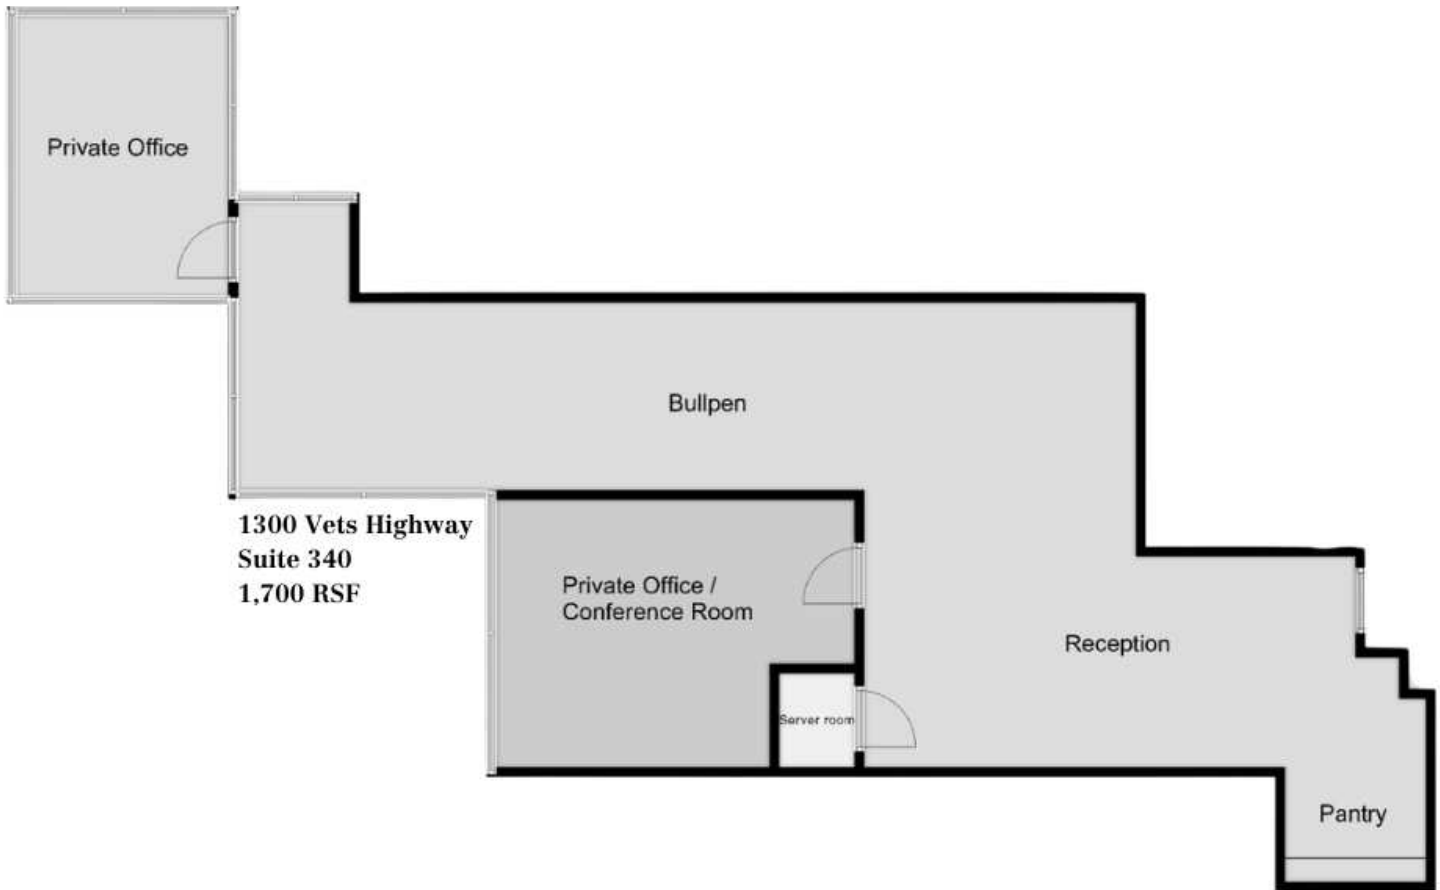 Private Office
Bullpen
1300 Vets Highway
Suite 340
1,700 RSF
Private Office /
Conference Room
Reception
Server room
Pantry